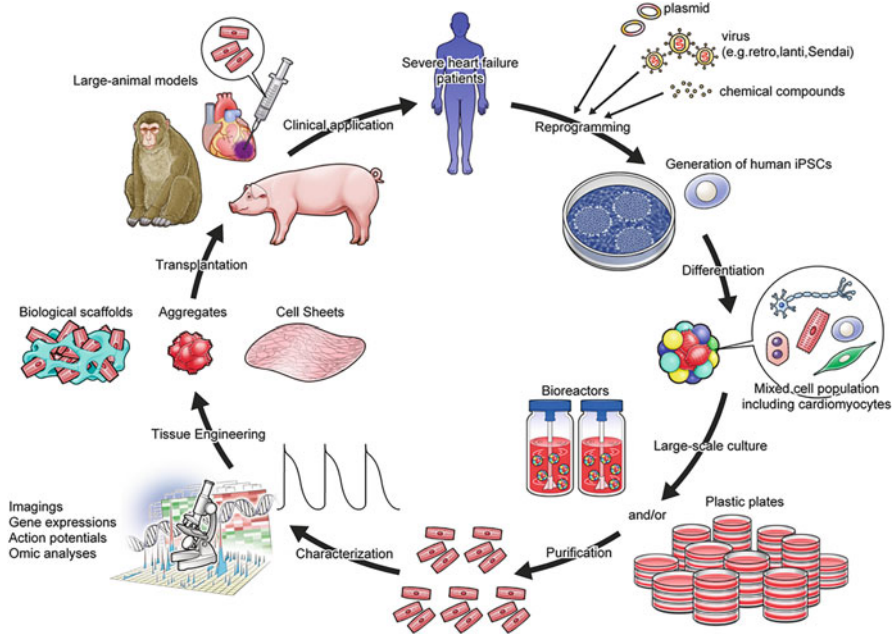 plasmid
virus
(e.g.retro,lanti,Sendai)
chemical compounds
Severe heart failure
patients
Reprogramming
Generation of human iPSCs
Differentiation
Mixed cell population
including cardiomyocytes
Large-scale culture
Bioreactors
and/or
Plastic plates
Purification
Characterization
Imagings
Gene expressions
Action potentials
Omic analyses
Tissue Engineering
Biological scaffolds
Aggregates
Cell Sheets
Transplantation
Large-animal models
Clinical application